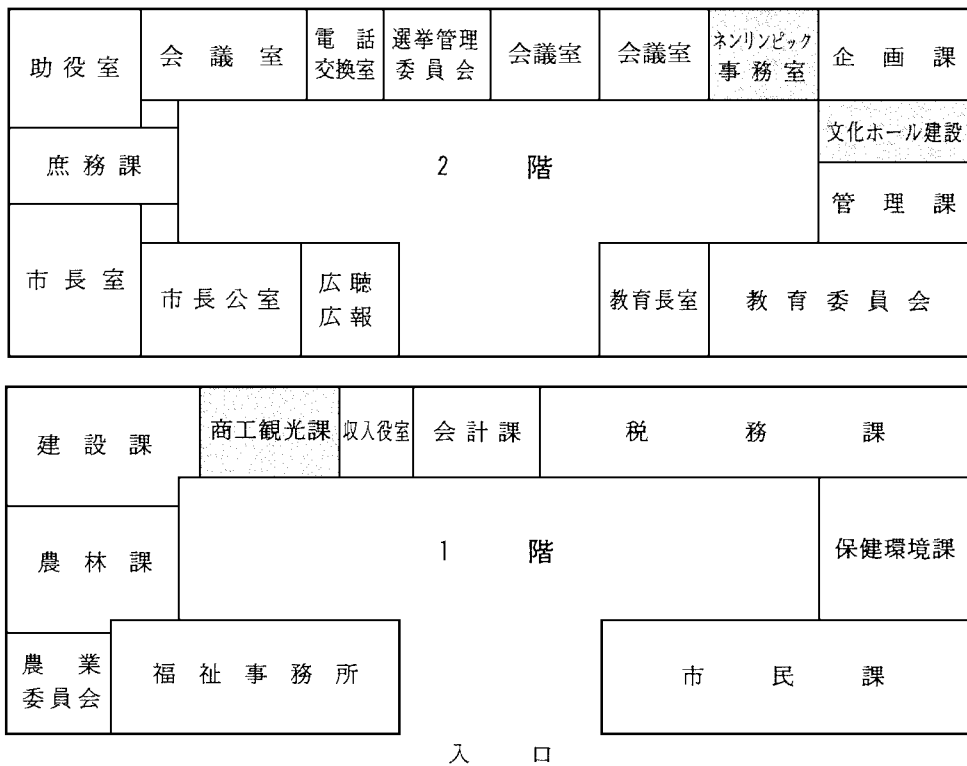 助役室
会議室
電話
交換室
選挙管理
委員会
会議室
会議室
ネンリンピック
事務室
企画課
文化ホール建設
庶務課
2階
管理課
市長室
市長公室
広聴
広報
教育長室
教育委員会
建設課
商工観光課
収入役室
会計課
税務課
農林課
1階
保健環境課
農業
委員会
福祉事務所
市民課
入口